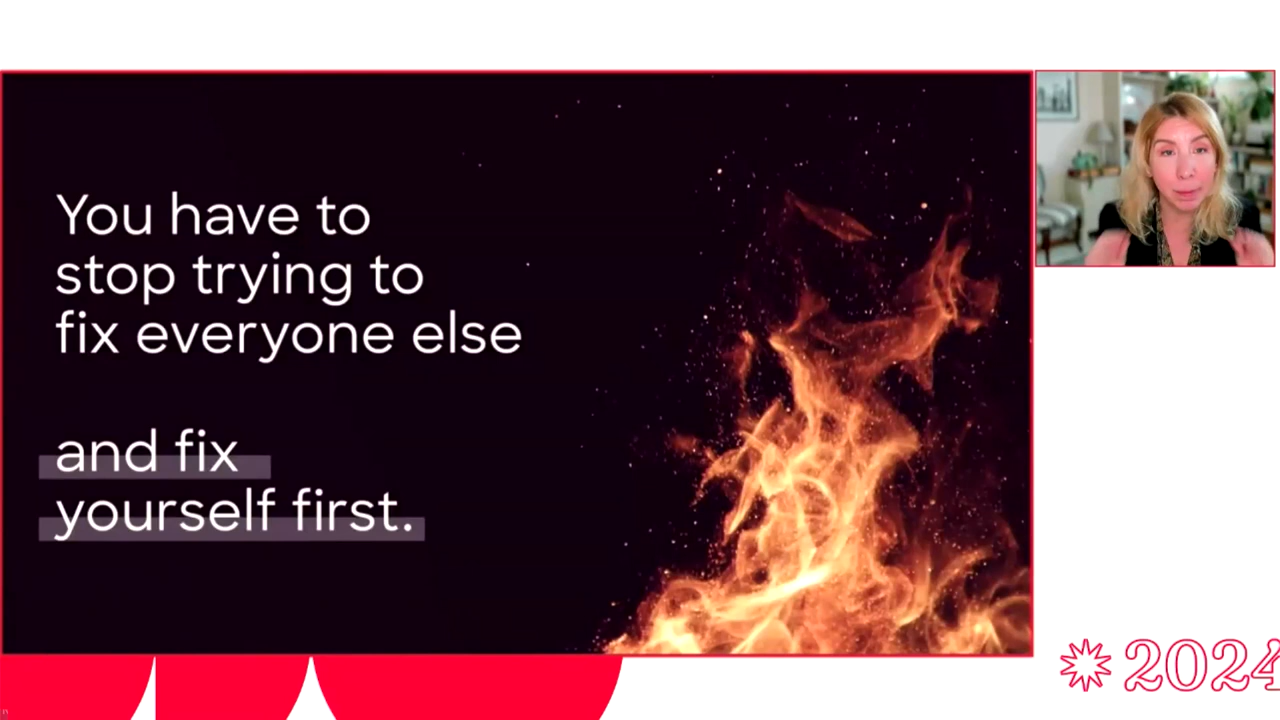 You have to
stop trying to
fix everyone else
and fix
yourself first.
2024